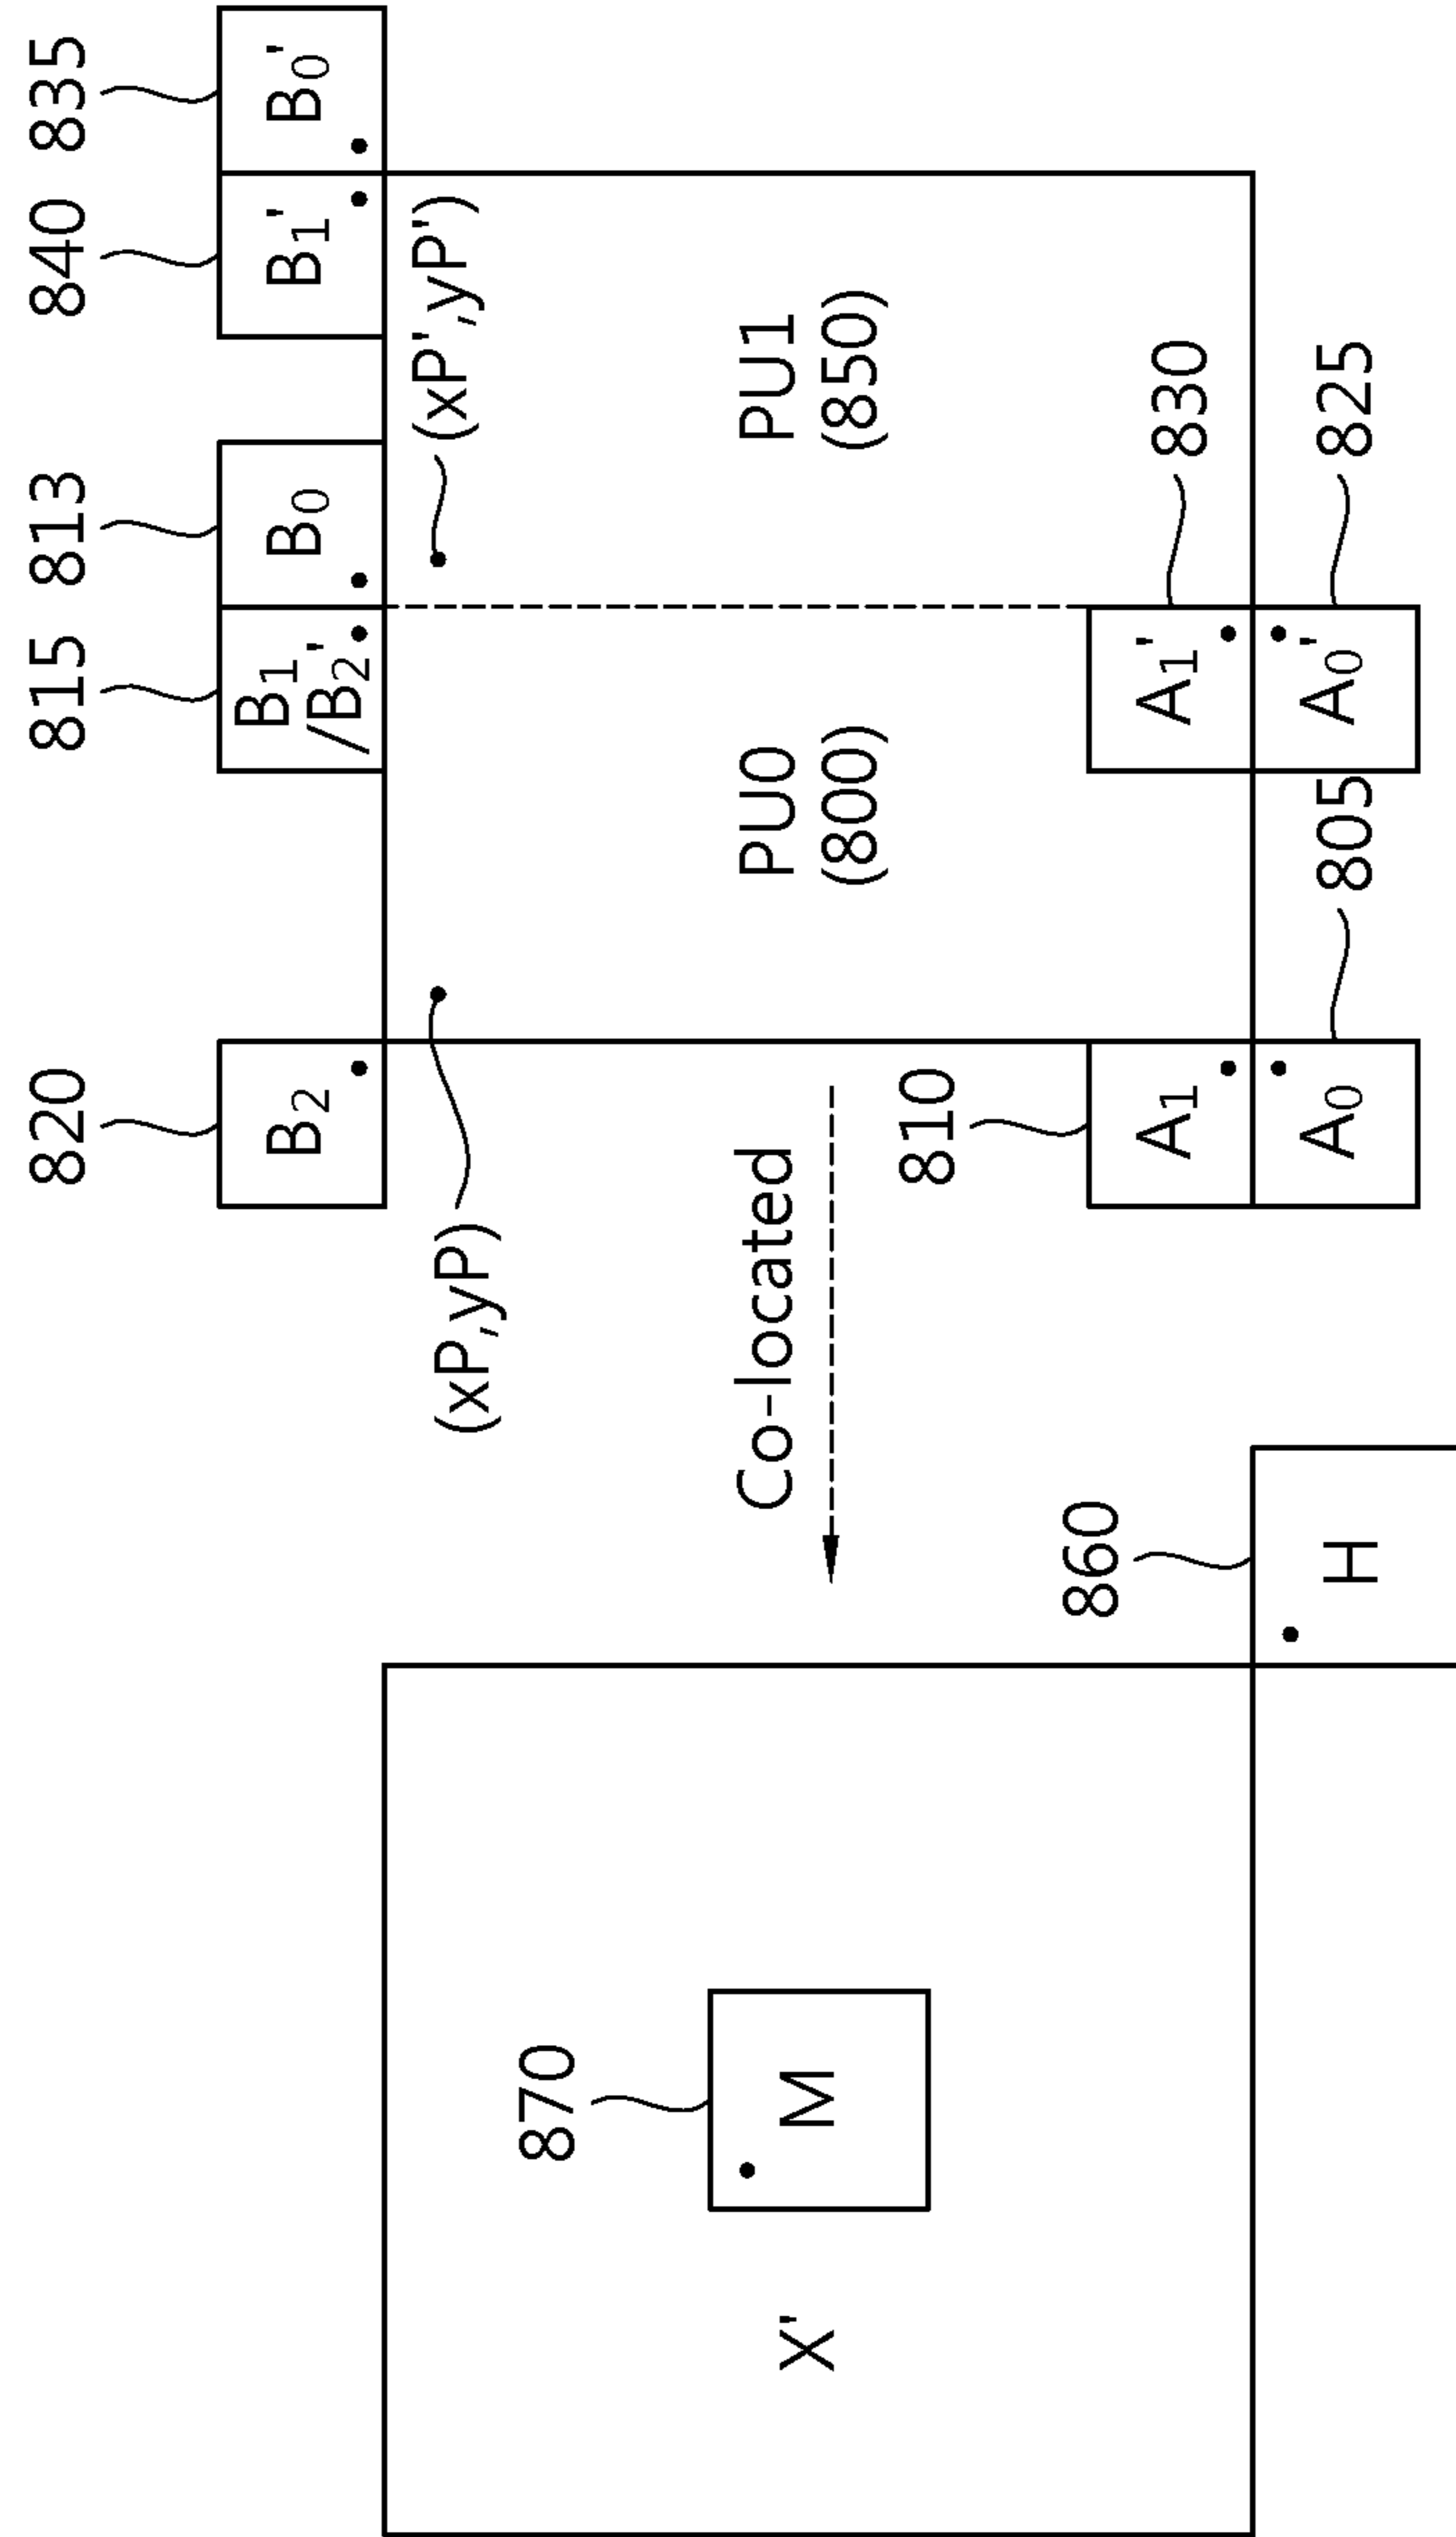 820
815
813
840
835
B₂
B₁
/B₂'
B₀
B₁'
B₀'
(xP,yP)
(xP',yP')
870
X'
M
Co-located
PU0
(800)
PU1
(850)
810
860
A₁
A₁'
830
H
A₀
805
A₀'
825